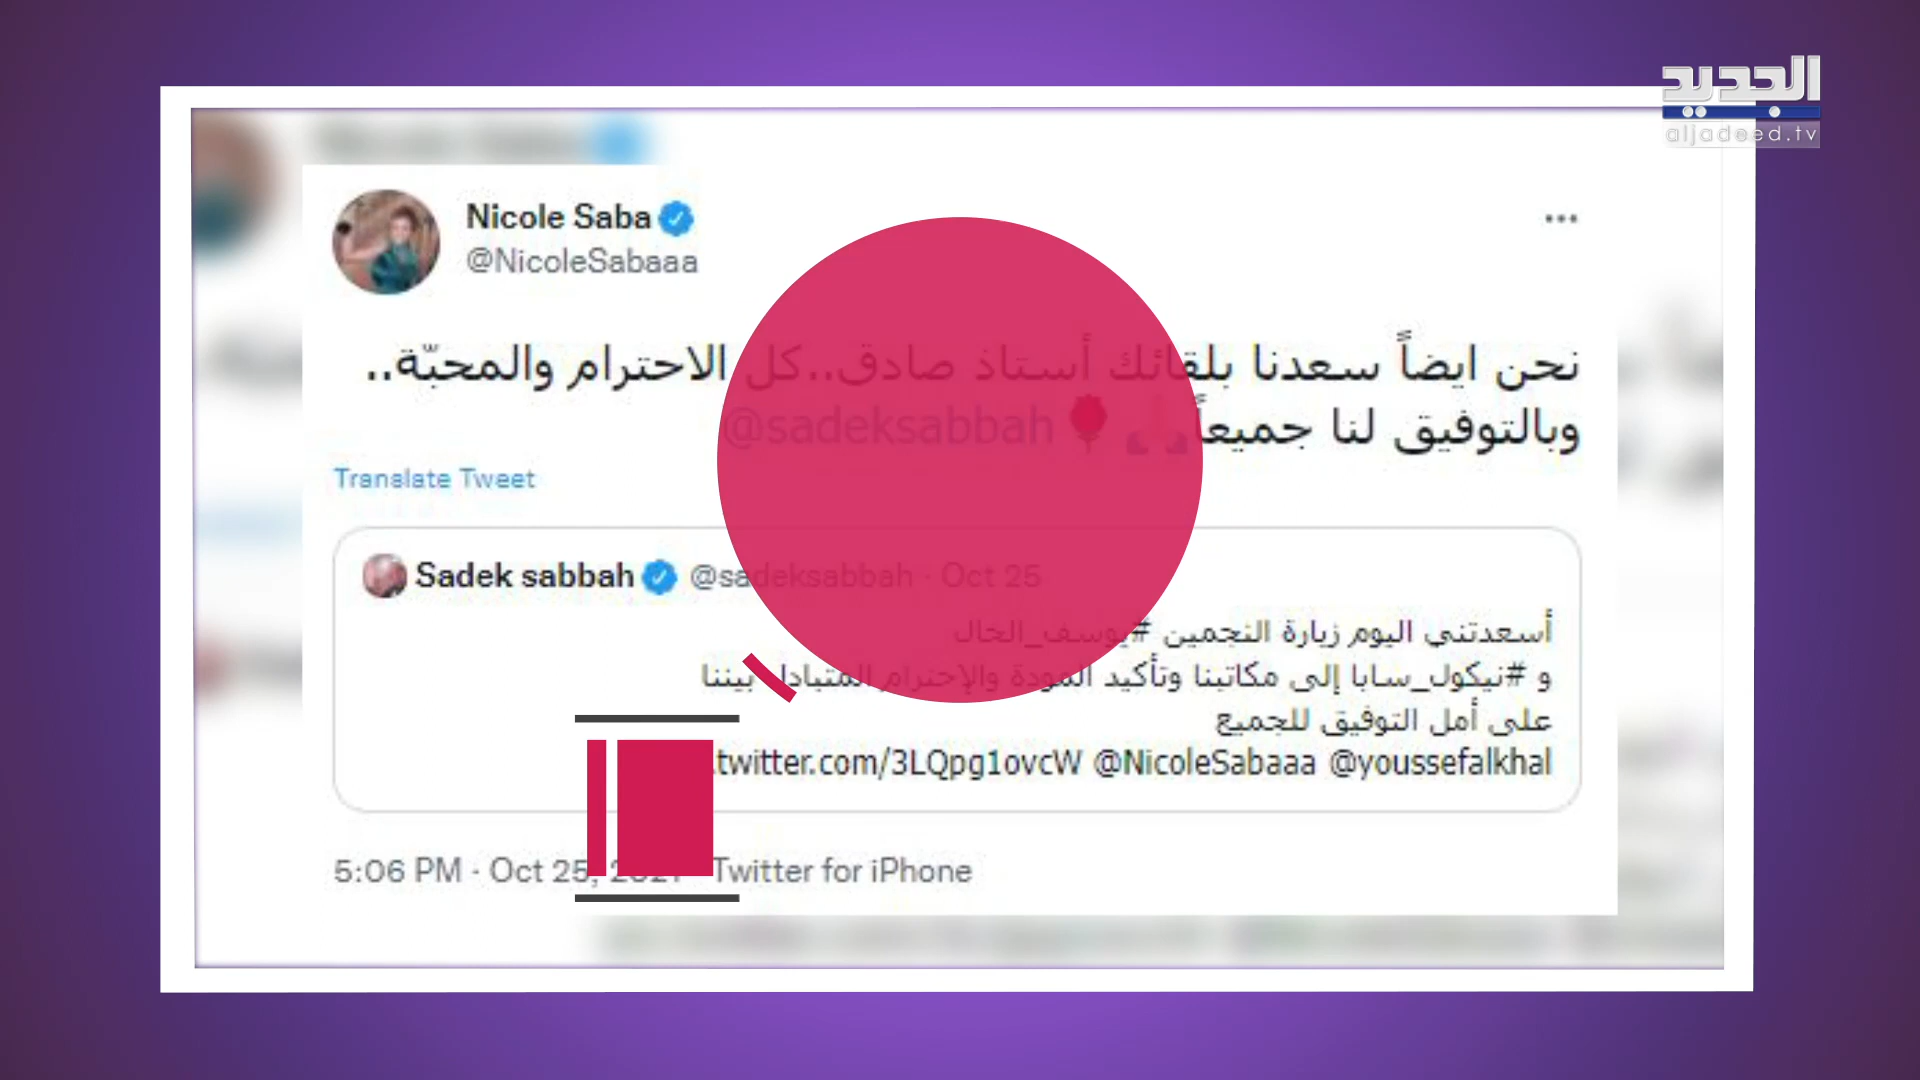 الجديد
aljadeed.tv
Nicole Saba
@NicoleSabaaa
نحن ايضاً سعدنا بلقائك أستاذ صادق..كل الاحترام والمحبّة..
وبالتوفيق لنا جميعاً @sadeksabbah
Translate Tweet
Sadek sabbah @sadeksabbah · Oct 25
أسعدتني اليوم زيارة النجمين #يوسف_الخال
و #نيكول_سابا إلى مكاتبنا وتأكيد المودة والإحترام المتبادل بيننا
على أمل التوفيق للجميع
.twitter.com/3LQpg1ovcW @NicoleSabaaa @youssefalkhal
5:06 PM · Oct 25, 2021 · Twitter for iPhone